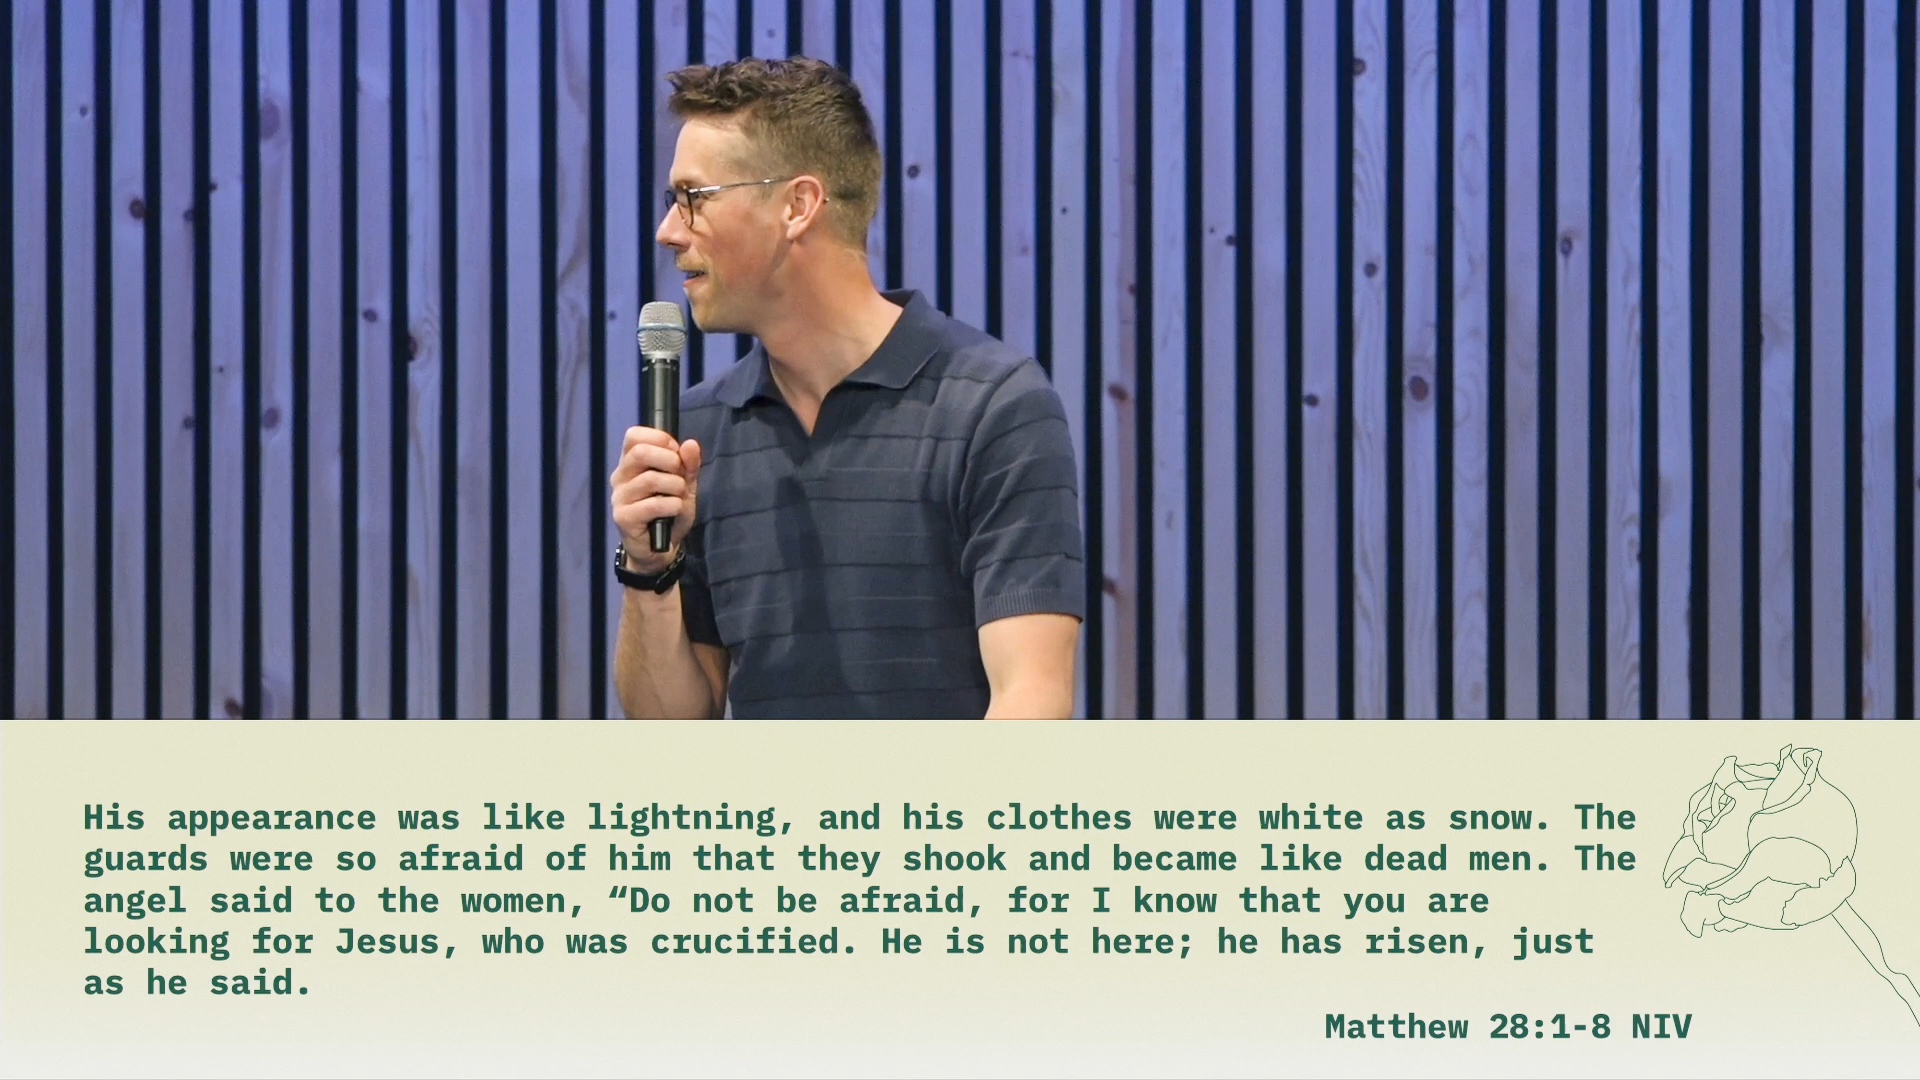 His appearance was like lightning, and his clothes were white as snow. The
guards were so afraid of him that they shook and became like dead men. The
angel said to the women, “Do not be afraid, for I know that you are
looking for Jesus, who was crucified. He is not here; he has risen, just
as he said.
Matthew 28:1-8 NIV